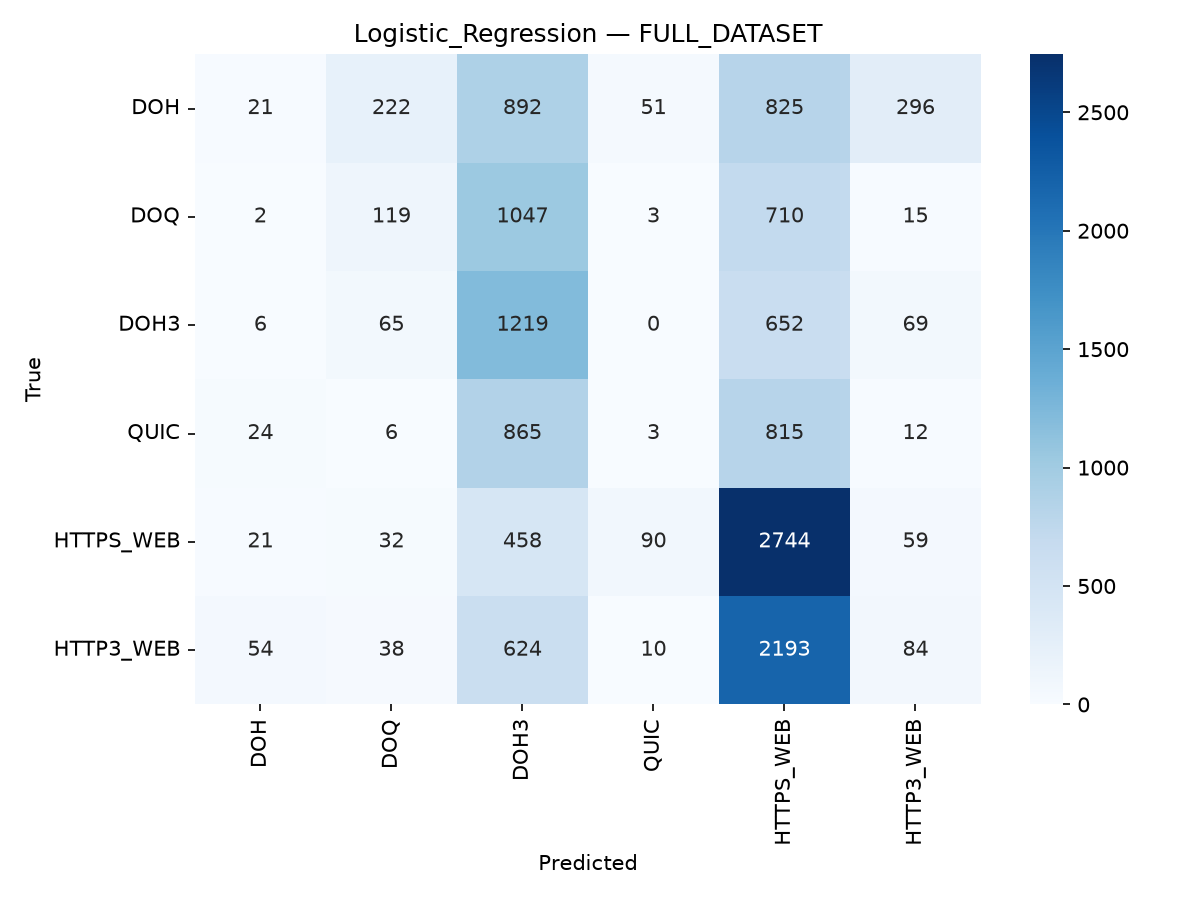 Logistic_Regression — FULL_DATASET
DOH 21 222 892 51 825 296
DOQ 2 119 1047 3 710 15
DOH3 6 65 1219 0 652 69
QUIC 24 6 865 3 815 12
HTTPS_WEB 21 32 458 90 2744 59
HTTP3_WEB 54 38 624 10 2193 84
True
DOH DOQ DOH3 QUIC HTTPS_WEB HTTP3_WEB
Predicted
2500
2000
1500
1000
500
0